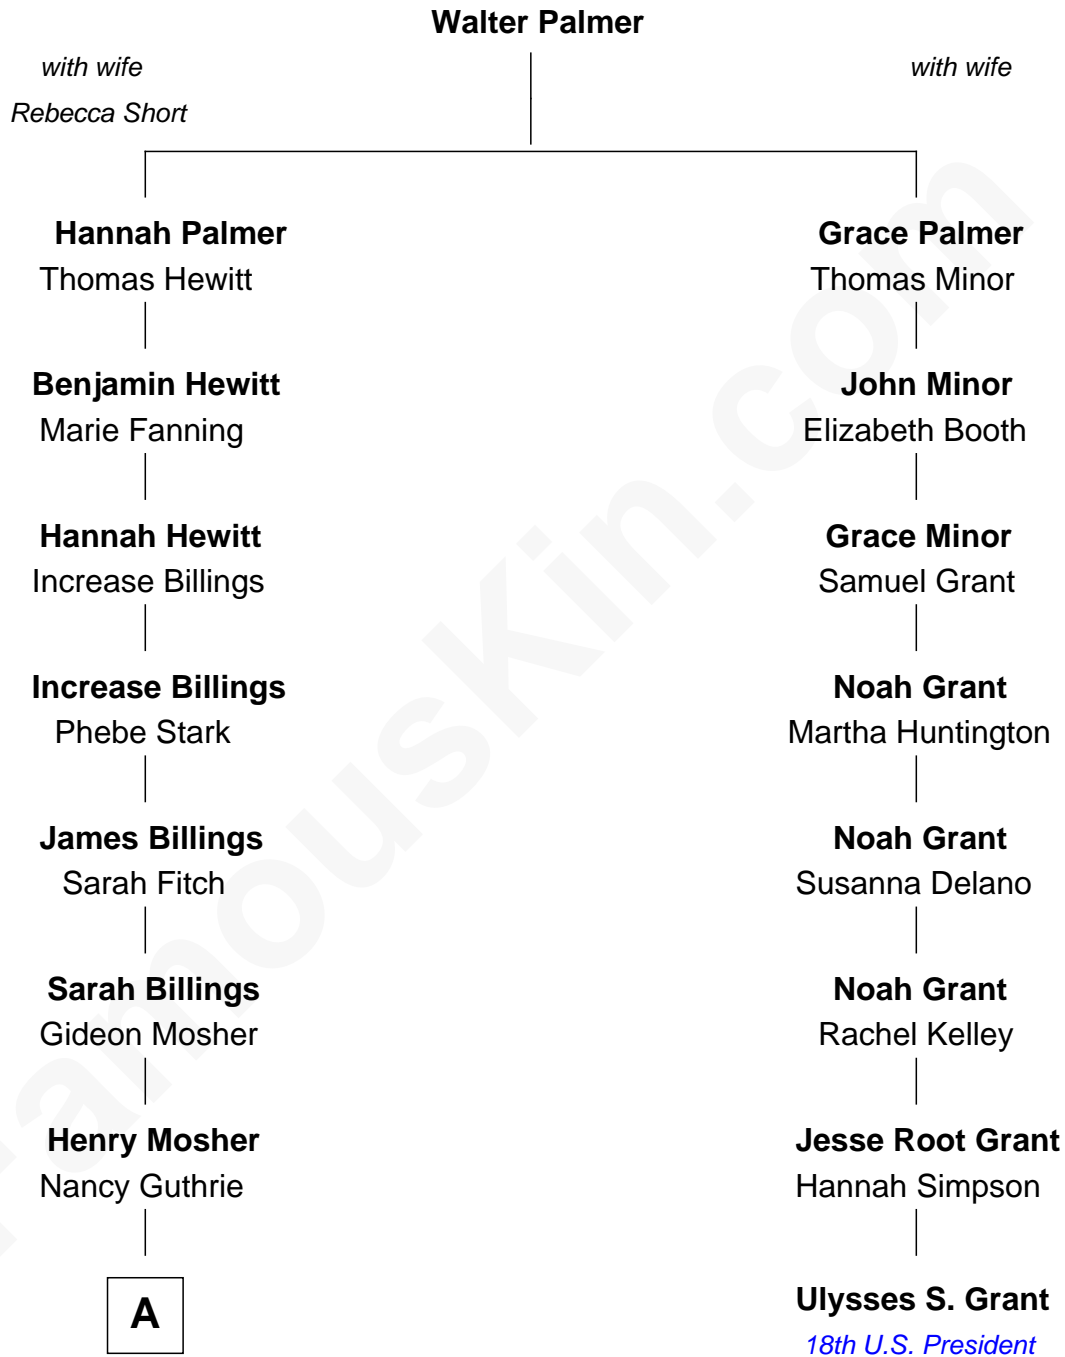 Walter Palmer
with wife
with wife
Rebecca Short
Hannah Palmer
Grace Palmer
Thomas Hewitt
Thomas Minor
Benjamin Hewitt
John Minor
Marie Fanning
Elizabeth Booth
Hannah Hewitt
Grace Minor
Increase Billings
Samuel Grant
Increase Billings
Noah Grant
Phebe Stark
Martha Huntington
James Billings
Noah Grant
Sarah Fitch
Susanna Delano
Sarah Billings
Noah Grant
Gideon Mosher
Rachel Kelley
Henry Mosher
Jesse Root Grant
Nancy Guthrie
Hannah Simpson
A
Ulysses S. Grant
18th U.S. President
FamousKin.com